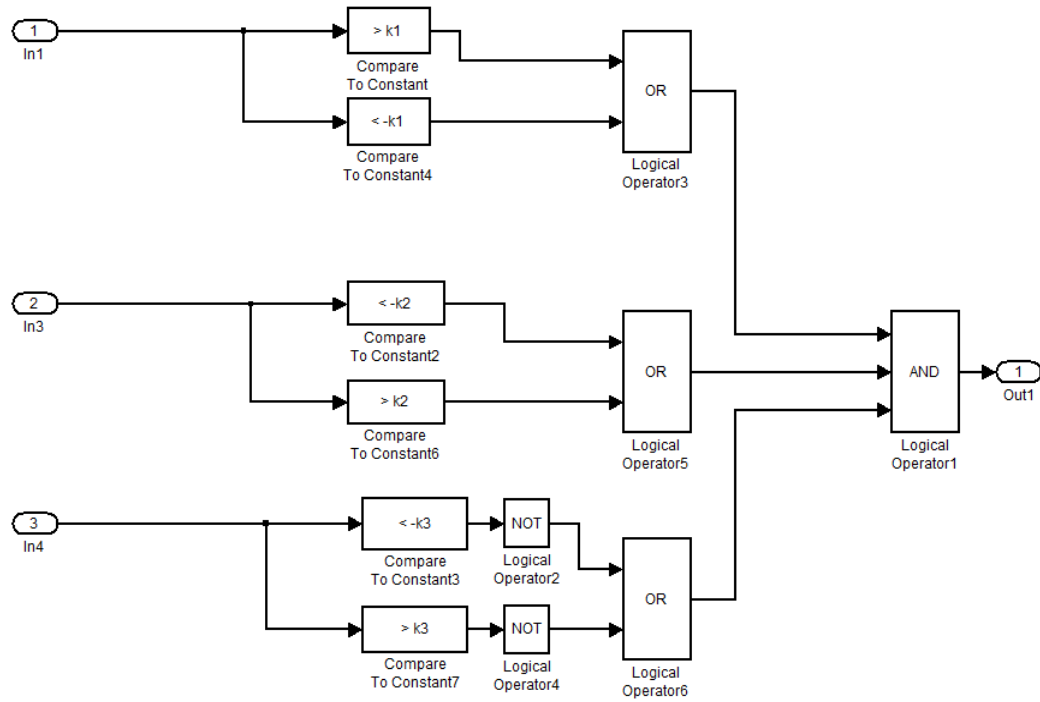 1
In1
> k1
Compare
To Constant
< -k1
Compare
To Constant4
OR
Logical
Operator3
2
In3
< -k2
Compare
To Constant2
> k2
Compare
To Constant6
OR
Logical
Operator5
AND
Logical
Operator1
1
Out1
3
In4
< -k3
Compare
To Constant3
NOT
Logical
Operator2
> k3
Compare
To Constant7
NOT
Logical
Operator4
OR
Logical
Operator6